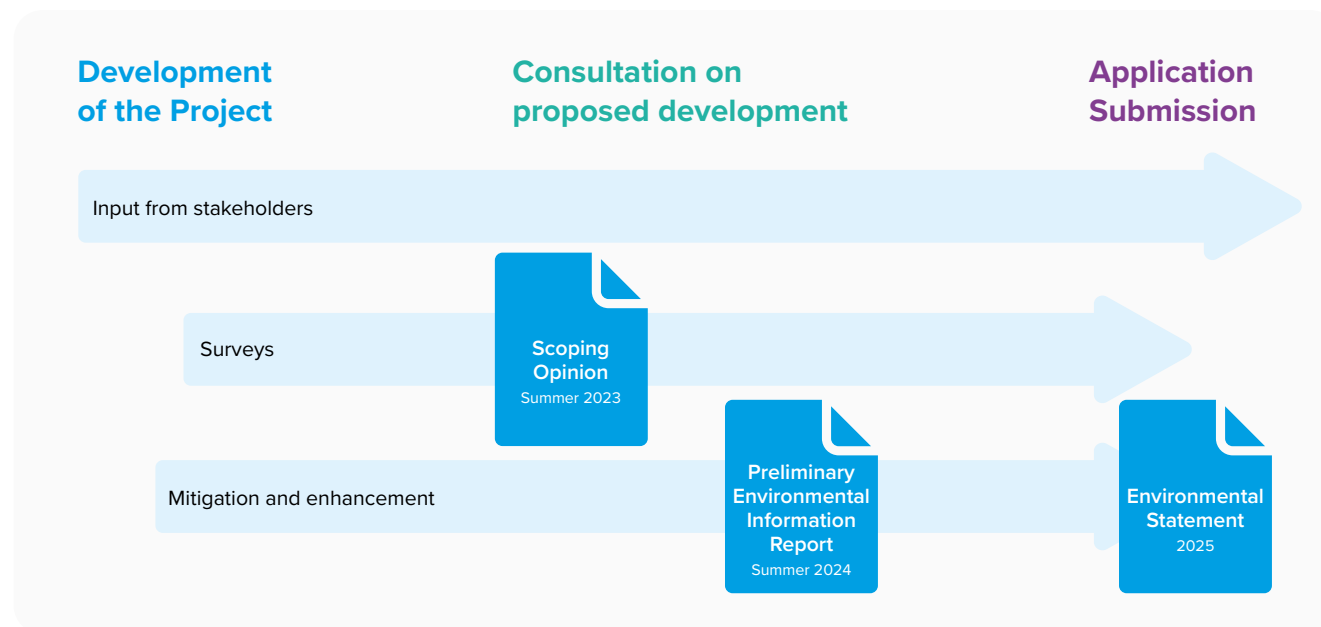 Development
of the Project
Consultation on
proposed development
Application
Submission
Input from stakeholders
Surveys
Scoping
Opinion
Summer 2023
Mitigation and enhancement
Preliminary
Environmental
Information
Report
Summer 2024
Environmental
Statement
2025